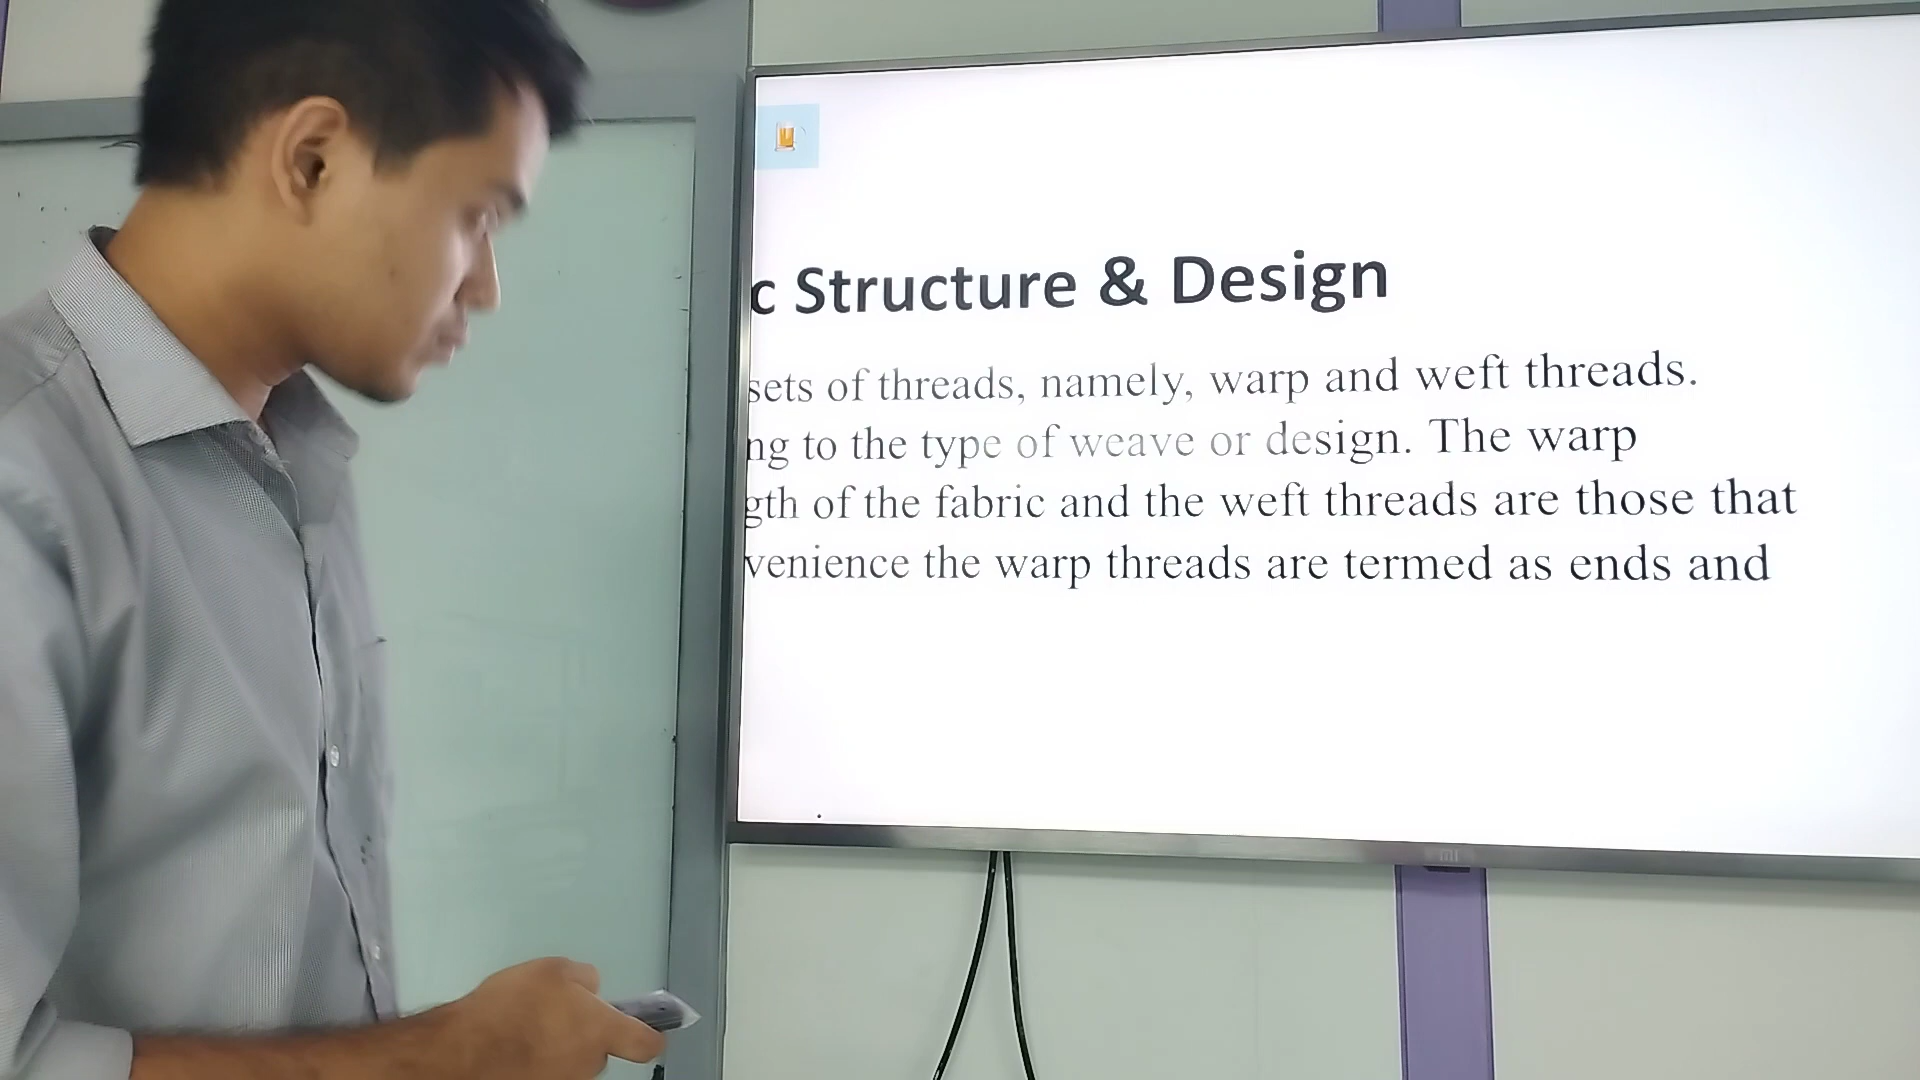 c Structure & Design
sets of threads, namely, warp and weft threads.
ng to the type of weave or design. The warp
gth of the fabric and the weft threads are those that
venience the warp threads are termed as ends and
mi